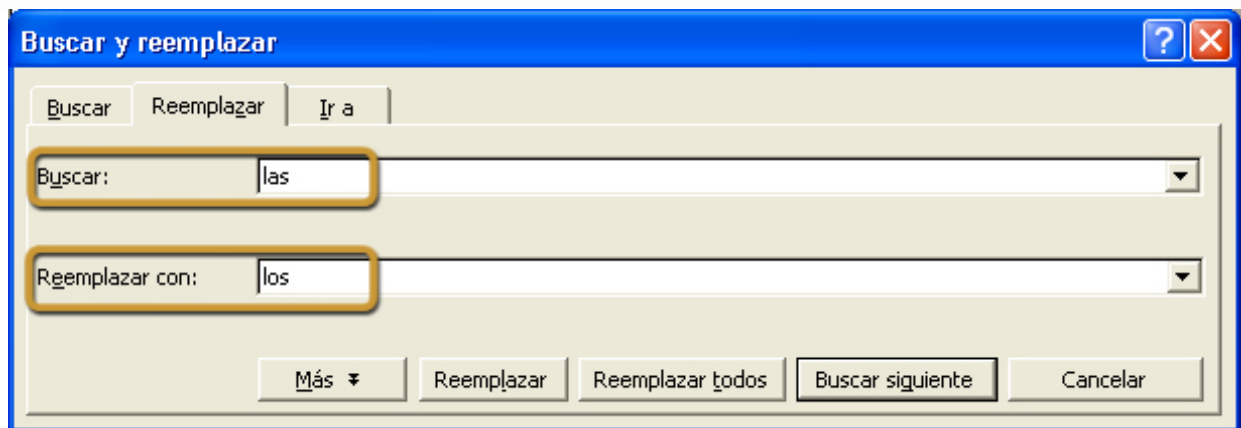 Buscar y reemplazar
Buscar Reemplazar Ir a
Buscar: las
Reemplazar con: los
Más Reemplazar Reemplazar todos Buscar siguiente Cancelar